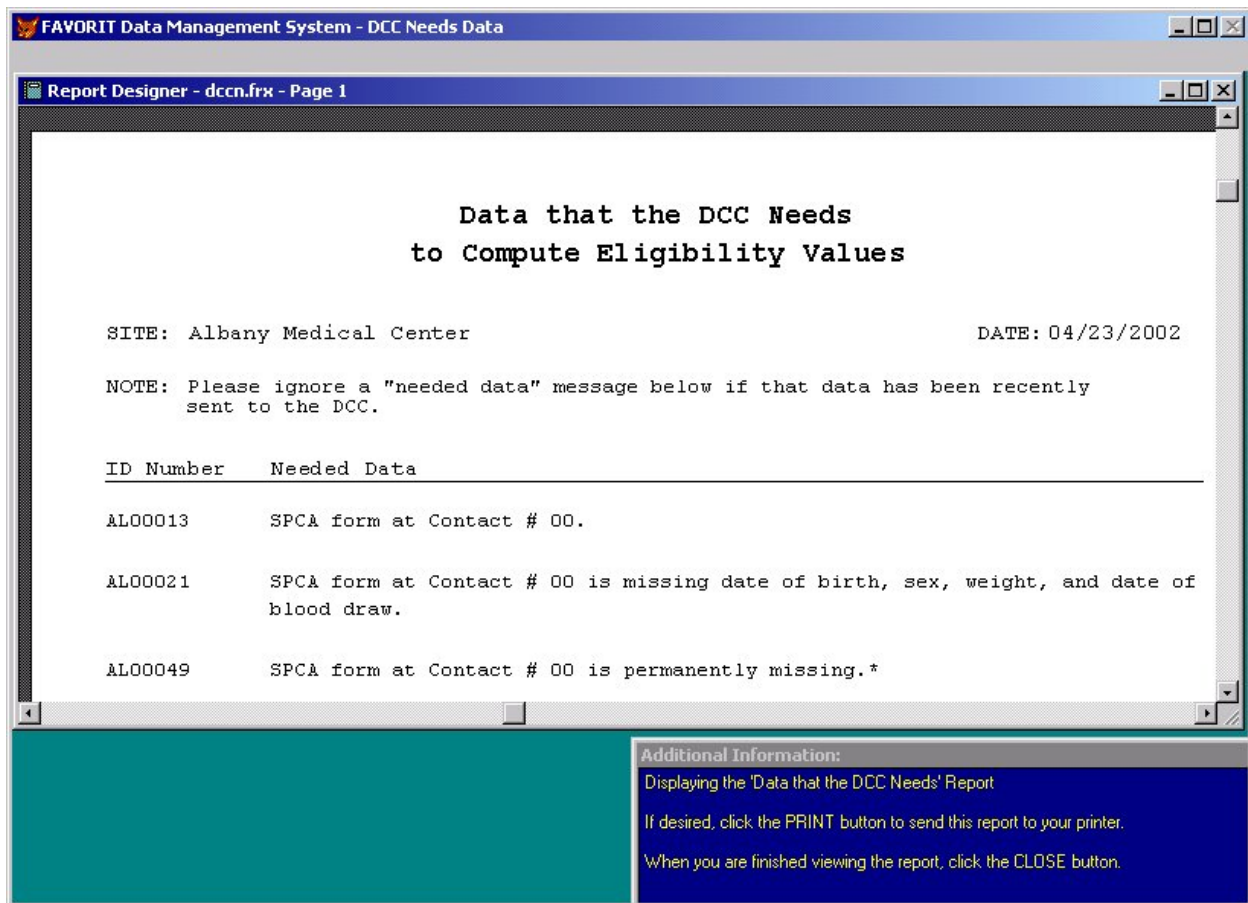 FAVORIT Data Management System - DCC Needs Data
Report Designer - dccn.frx - Page 1
Data that the DCC Needs
to Compute Eligibility Values
SITE: Albany Medical Center DATE: 04/23/2002
NOTE: Please ignore a "needed data" message below if that data has been recently
sent to the DCC.
ID Number Needed Data
AL00013 SPCA form at Contact # 00.
AL00021 SPCA form at Contact # 00 is missing date of birth, sex, weight, and date of
blood draw.
AL00049 SPCA form at Contact # 00 is permanently missing.*
Additional Information:
Displaying the 'Data that the DCC Needs' Report
If desired, click the PRINT button to send this report to your printer.
When you are finished viewing the report, click the CLOSE button.